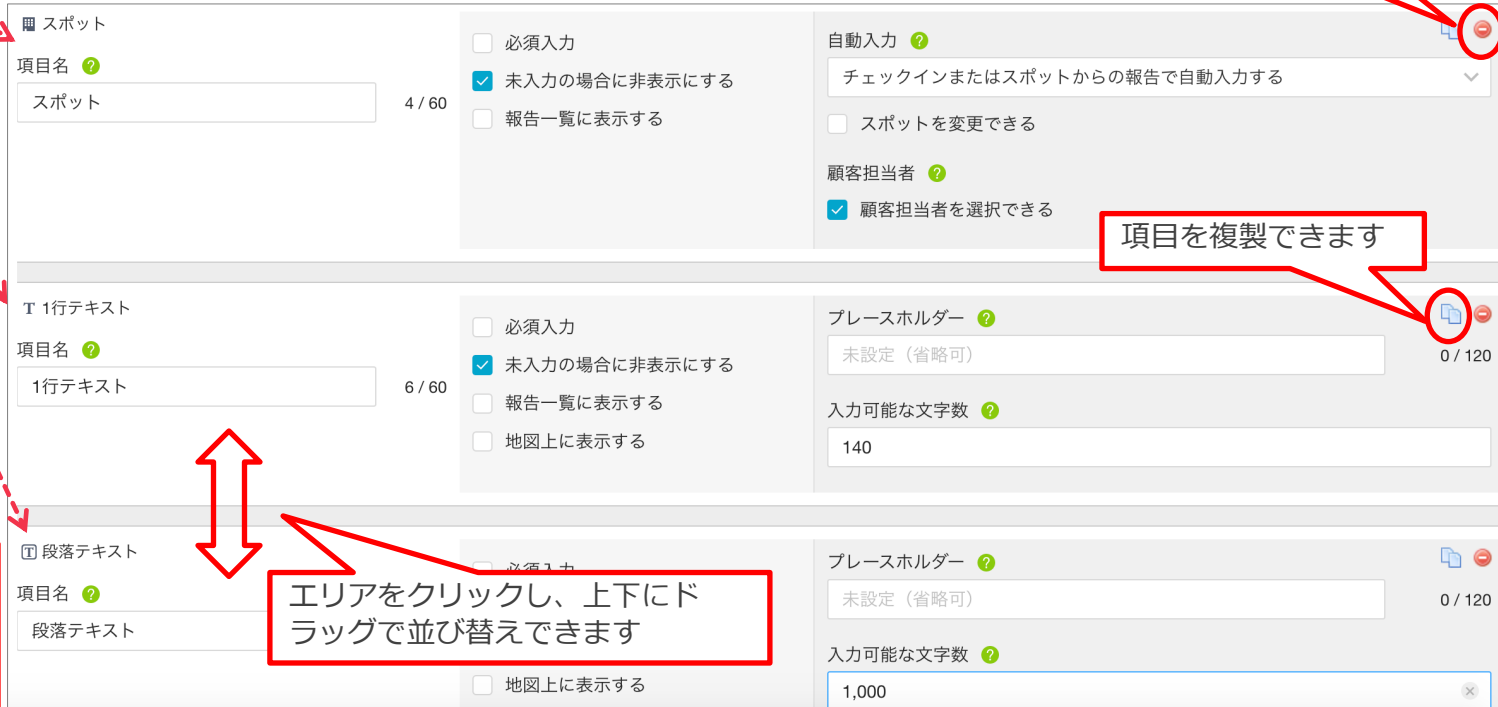 スポット
項目名
スポット
4 / 60
必須入力
未入力の場合に非表示にする
報告一覧に表示する
自動入力
チェックインまたはスポットからの報告で自動入力する
スポットを変更できる
顧客担当者
顧客担当者を選択できる
項目を複製できます
T 1行テキスト
項目名
1行テキスト
6 / 60
必須入力
未入力の場合に非表示にする
報告一覧に表示する
地図上に表示する
プレースホルダー
未設定（省略可）
0 / 120
入力可能な文字数
140
T 段落テキスト
項目名
段落テキスト
必須入力
エリアをクリックし、上下にド
ラッグで並び替えできます
地図上に表示する
プレースホルダー
未設定（省略可）
0 / 120
入力可能な文字数
1,000